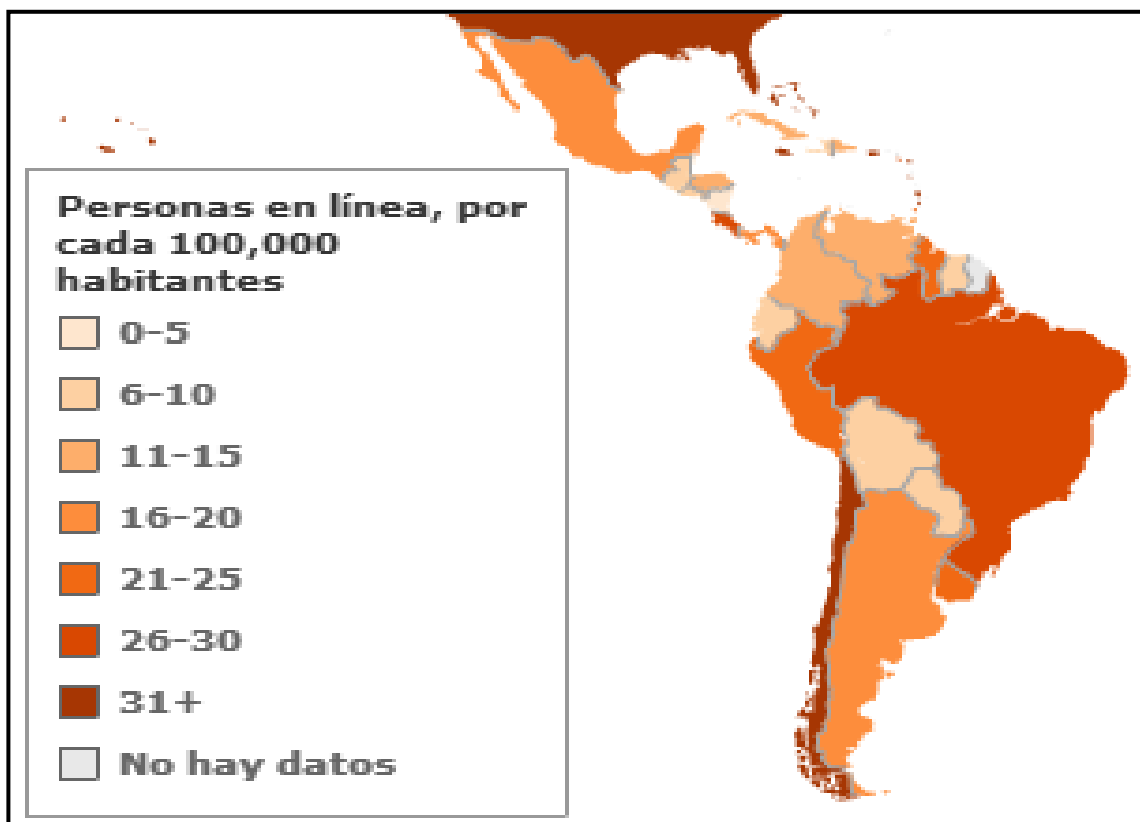 Personas en línea, por
cada 100,000
habitantes
0-5
6-10
11-15
16-20
21-25
26-30
31+
No hay datos